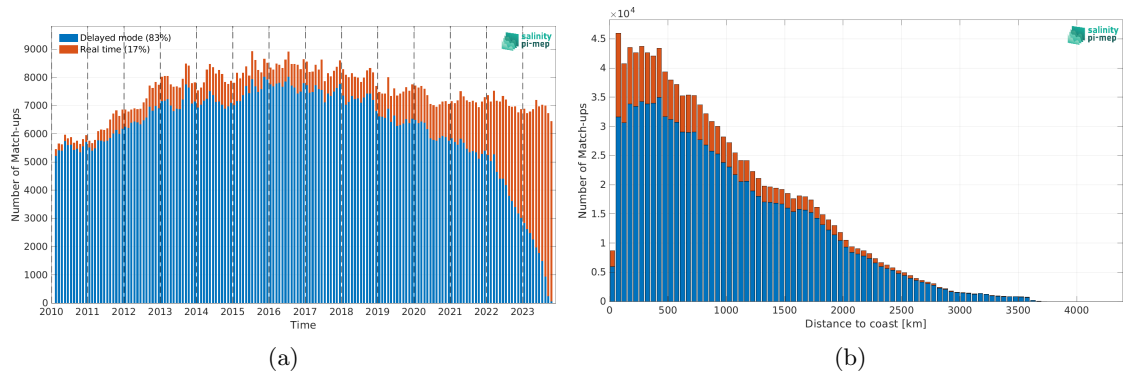 Delayed mode (83%)
Real time (17%)
salinity
pi-mep
9000
8000
7000
6000
5000
4000
3000
2000
1000
0
Number of Match-ups
2010 2011 2012 2013 2014 2015 2016 2017 2018 2019 2020 2021 2022 2023
Time
(a)
×10⁴
salinity
pi-mep
4.5
4
3.5
3
2.5
2
1.5
1
0.5
0
Number of Match-ups
0 500 1000 1500 2000 2500 3000 3500 4000
Distance to coast [km]
(b)